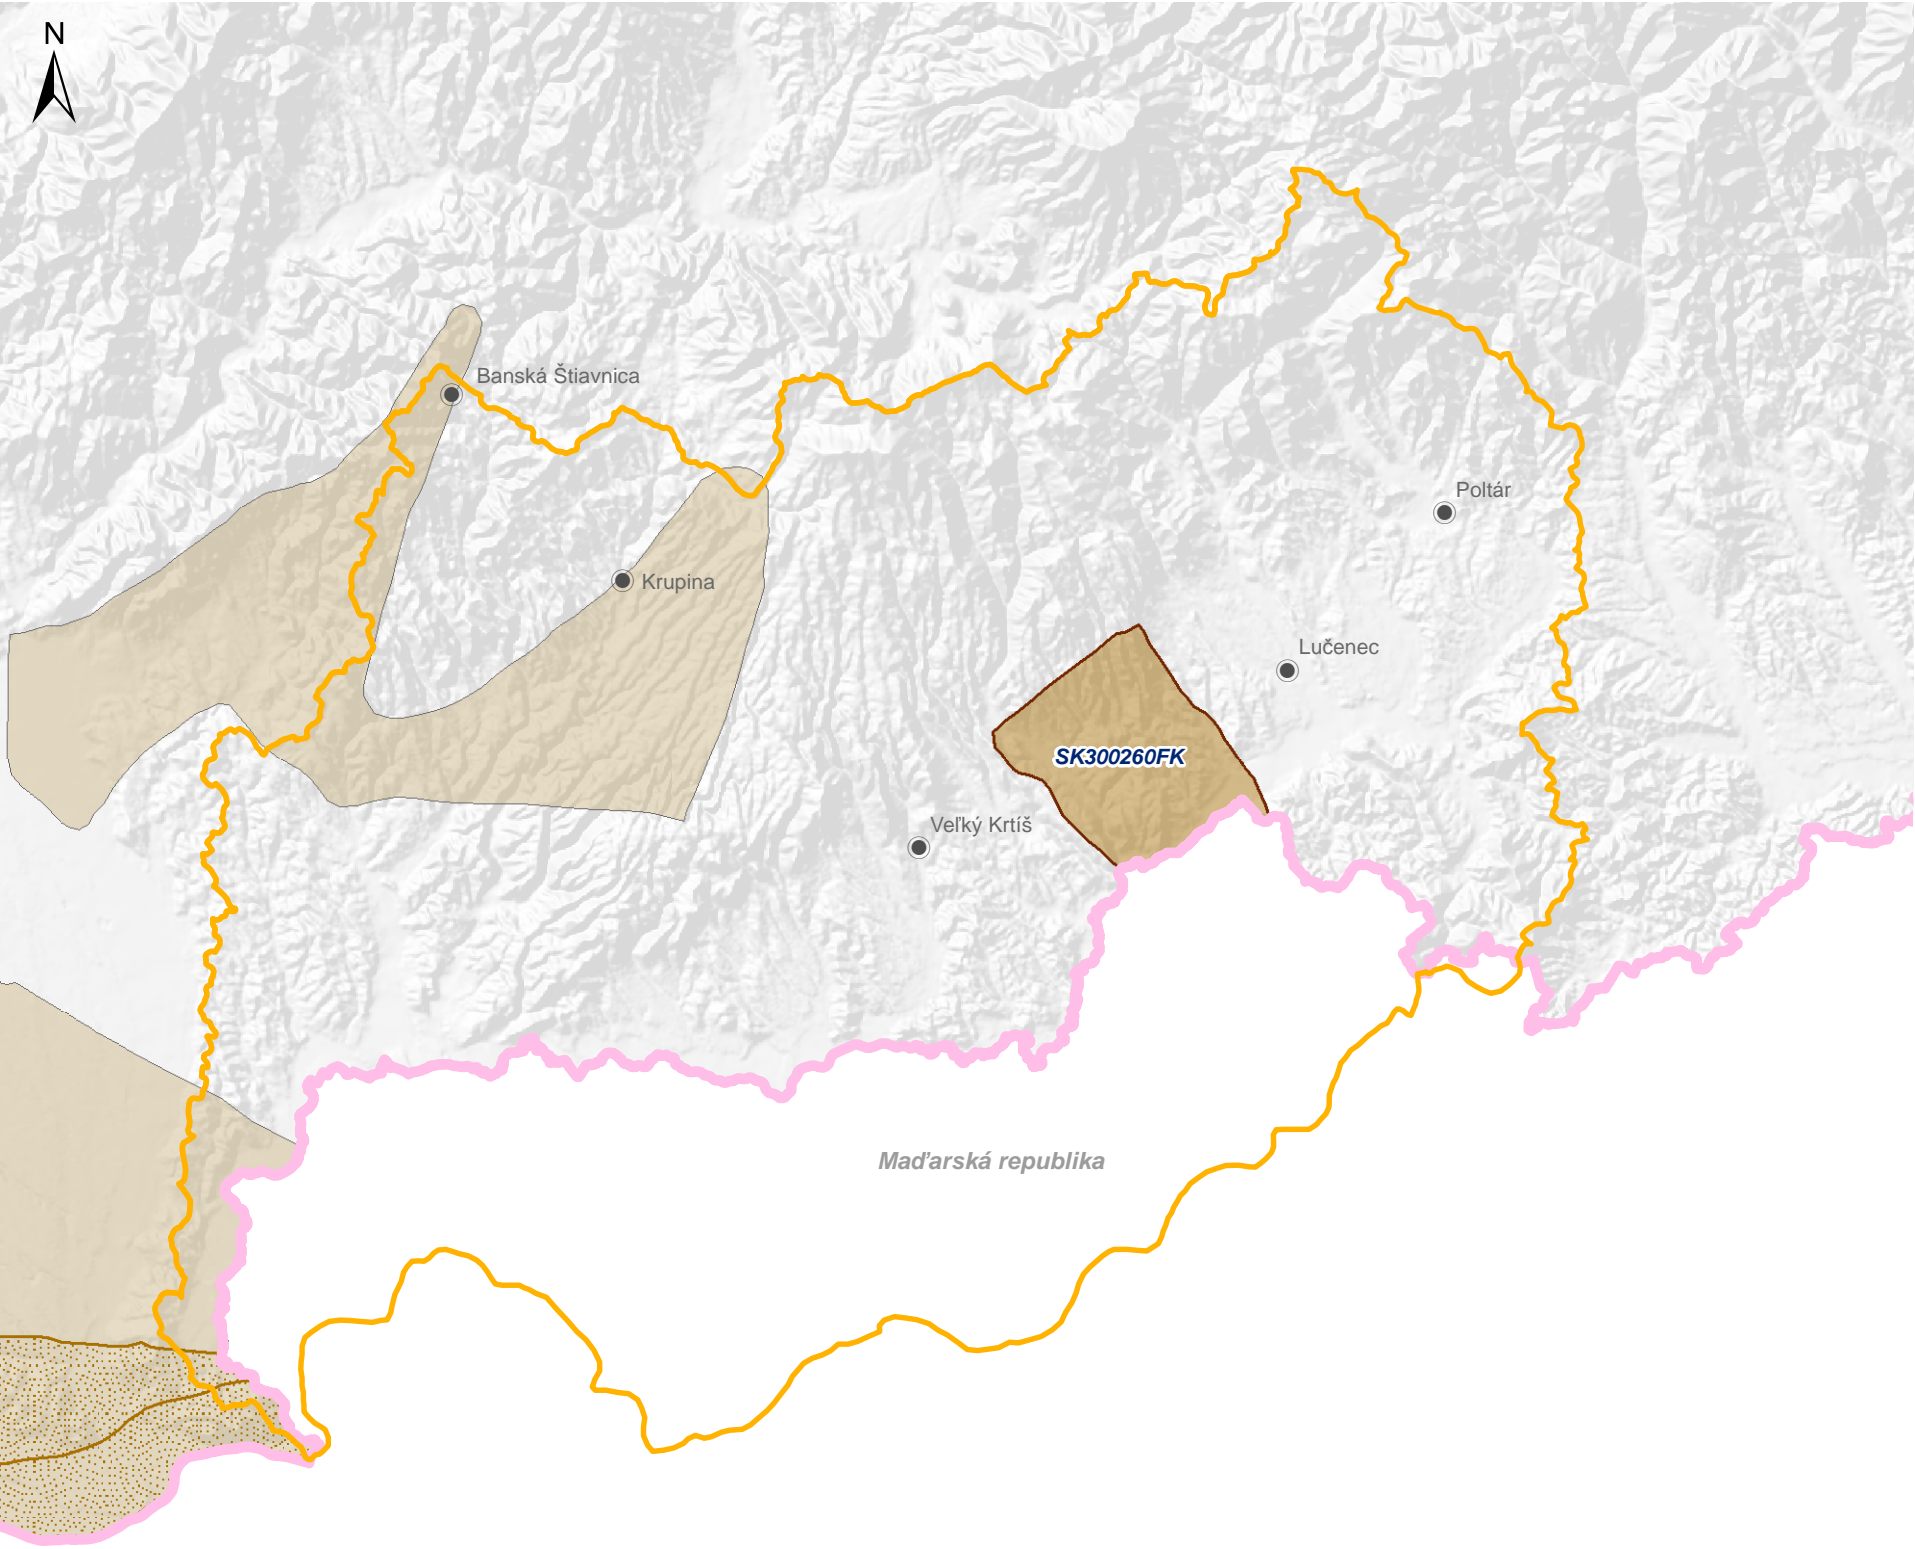 N
Banská Štiavnica
Poltár
Krupina
Lučenec
SK300260FK
Veľký Krtíš
Maďarská republika